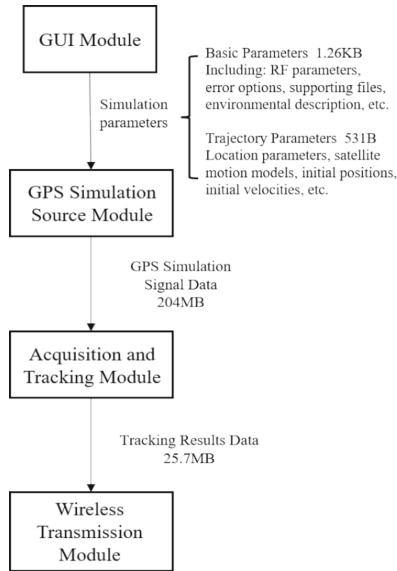 GUI Module
Simulation
parameters
Basic Parameters 1.26KB
Including: RF parameters,
error options, supporting files,
environmental description, etc.
Trajectory Parameters 531B
Location parameters, satellite
motion models, initial positions,
initial velocities, etc.
GPS Simulation
Source Module
GPS Simulation
Signal Data
204MB
Acquisition and
Tracking Module
Tracking Results Data
25.7MB
Wireless
Transmission
Module